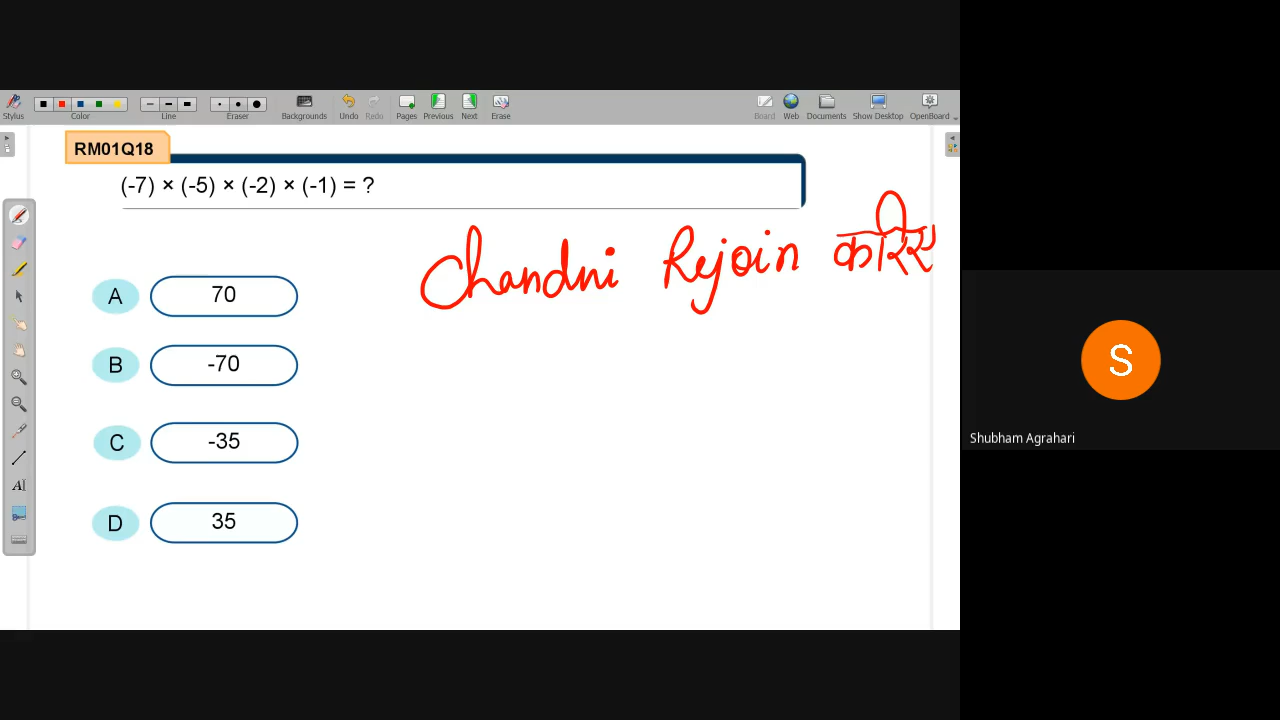 Stylus
Color
Line
Eraser
Backgrounds
Undo
Redo
Pages
Previous
Next
Erase
Board
Web
Documents
Show Desktop
OpenBoard
RM01Q18
(-7) × (-5) × (-2) × (-1) = ?
Chandni Rejoin
A 70
B -70
C -35
D 35
S
Shubham Agrahari